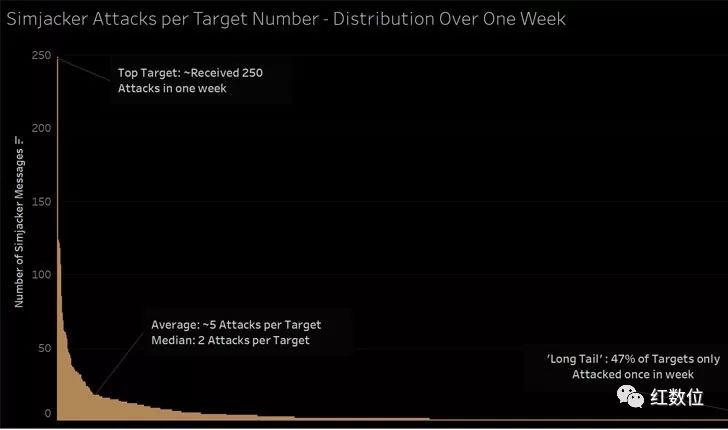 Simjacker Attacks per Target Number - Distribution Over One Week
250
200
150
100
50
0
Number of Simjacker Messages
Top Target: ~Received 250
Attacks in one week
Average: ~5 Attacks per Target
Median: 2 Attacks per Target
'Long Tail' : 47% of Targets only
Attacked once in week
红数位